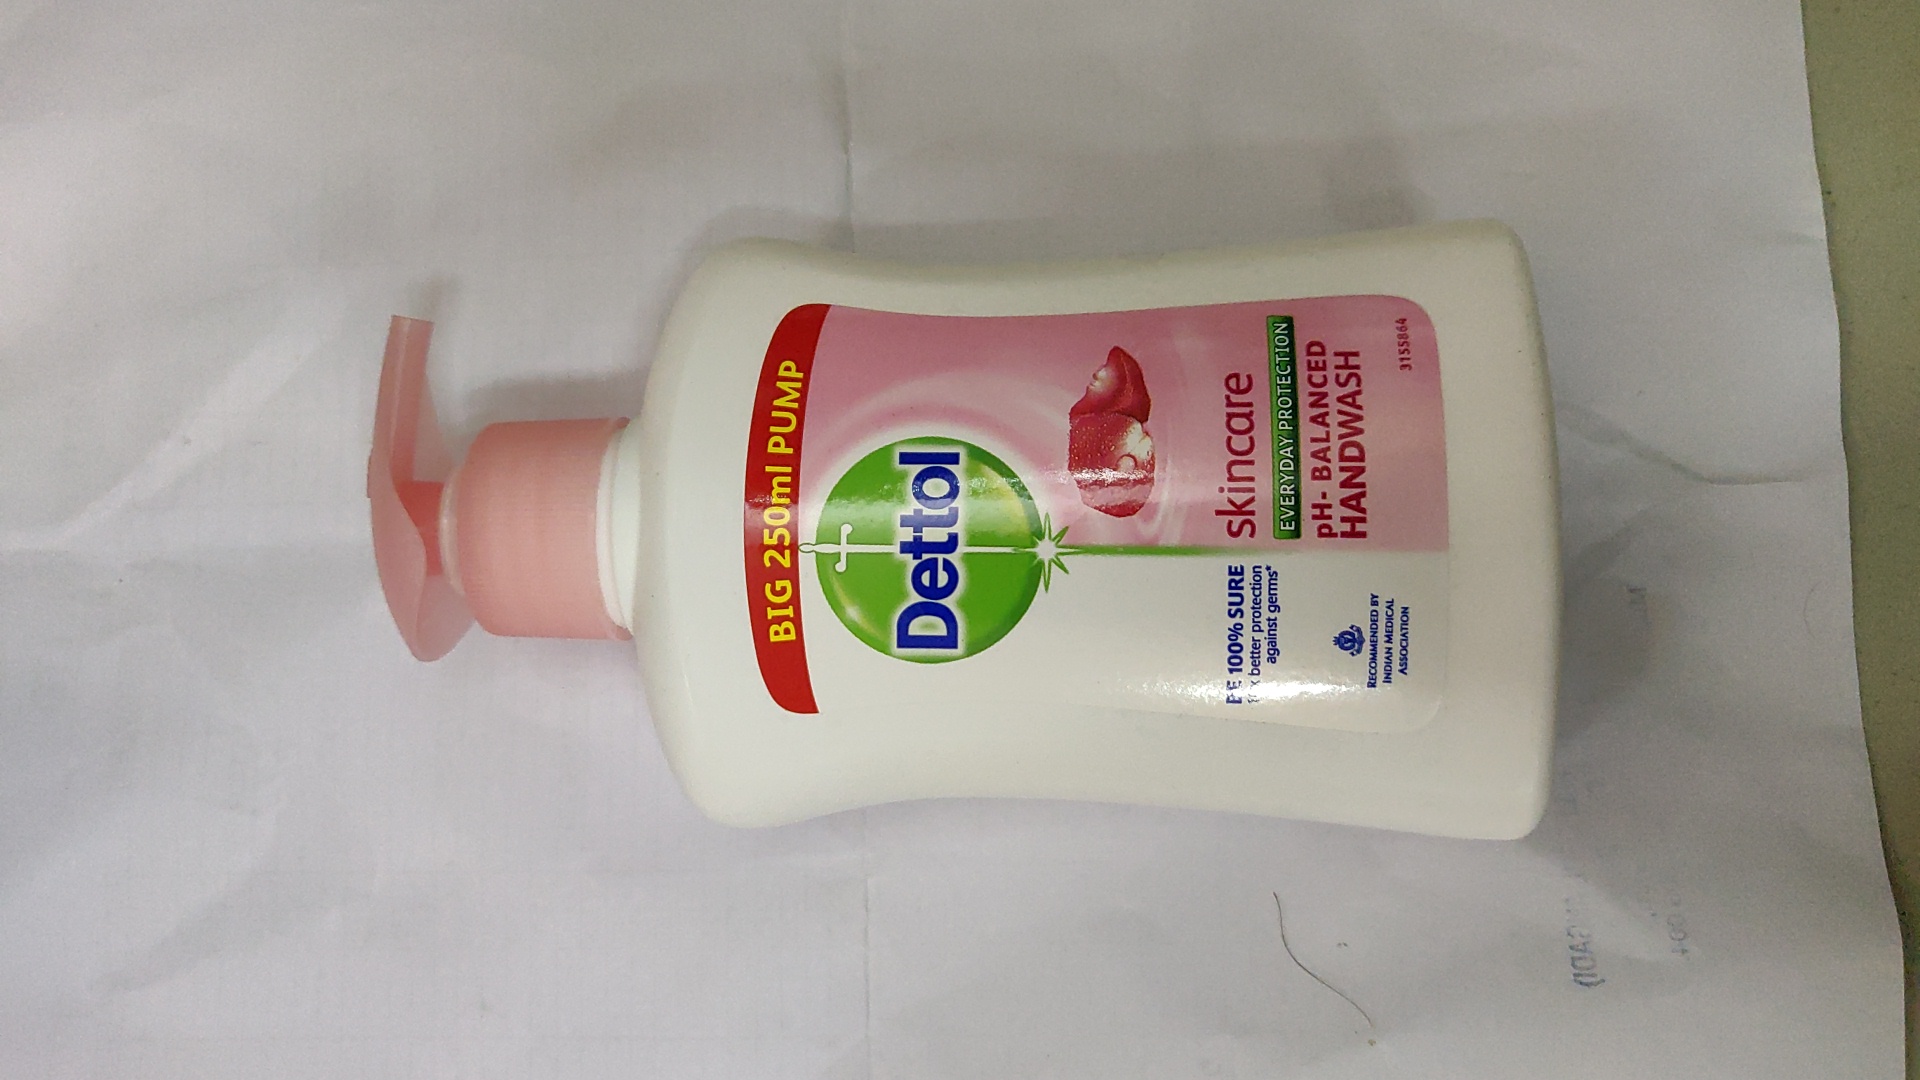 BIG 250ml PUMP
Dettol
BE 100% SURE
better protection
against germs*
RECOMMENDED BY
INDIAN MEDICAL
ASSOCIATION
skincare
EVERYDAY PROTECTION
pH- BALANCED
HANDWASH
3155864